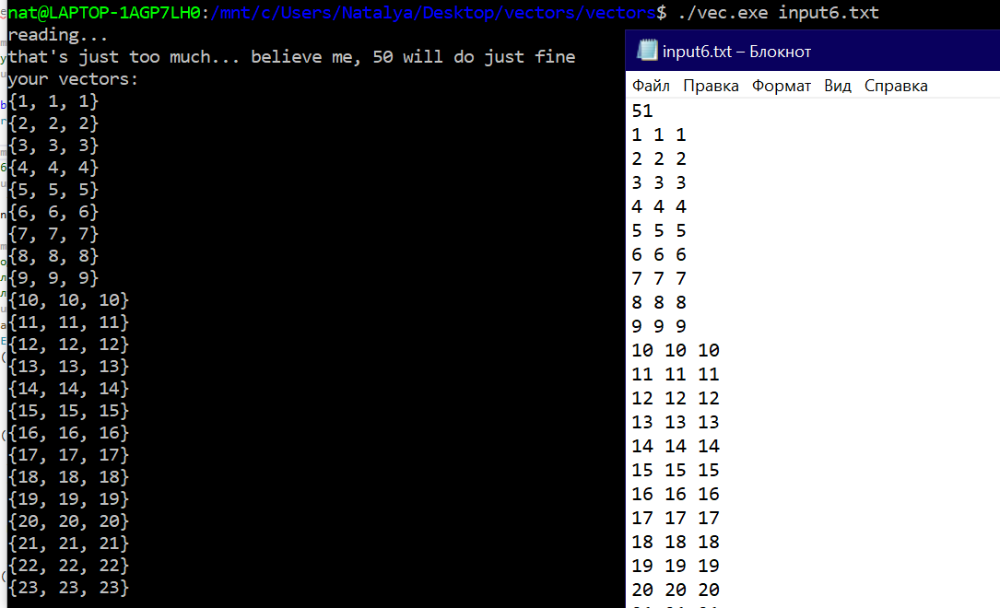 nat@LAPTOP-1AGP7LH0:/mnt/c/Users/Natalya/Desktop/vectors/vectors$ ./vec.exe input6.txt
reading...
that's just too much... believe me, 50 will do just fine
your vectors:
{1, 1, 1}
{2, 2, 2}
{3, 3, 3}
{4, 4, 4}
{5, 5, 5}
{6, 6, 6}
{7, 7, 7}
{8, 8, 8}
{9, 9, 9}
{10, 10, 10}
{11, 11, 11}
{12, 12, 12}
{13, 13, 13}
{14, 14, 14}
{15, 15, 15}
{16, 16, 16}
{17, 17, 17}
{18, 18, 18}
{19, 19, 19}
{20, 20, 20}
{21, 21, 21}
{22, 22, 22}
{23, 23, 23}
input6.txt – Блокнот
Файл Правка Формат Вид Справка
51
1 1 1
2 2 2
3 3 3
4 4 4
5 5 5
6 6 6
7 7 7
8 8 8
9 9 9
10 10 10
11 11 11
12 12 12
13 13 13
14 14 14
15 15 15
16 16 16
17 17 17
18 18 18
19 19 19
20 20 20